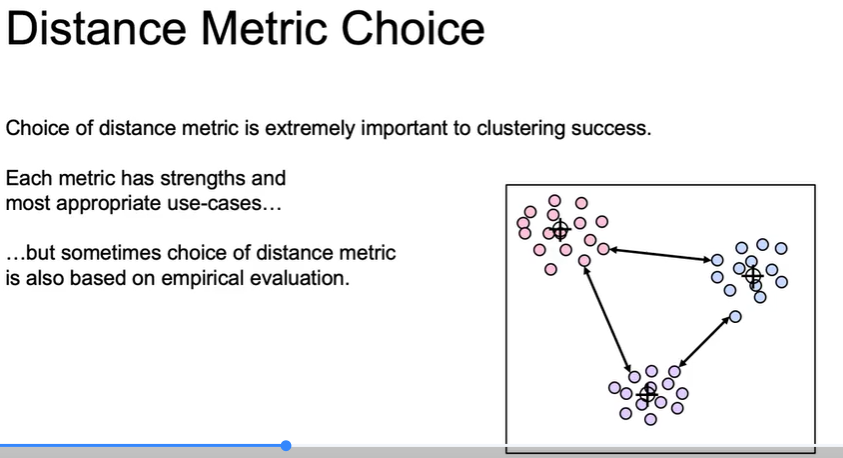 Distance Metric Choice
Choice of distance metric is extremely important to clustering success.
Each metric has strengths and
most appropriate use-cases…
…but sometimes choice of distance metric
is also based on empirical evaluation.